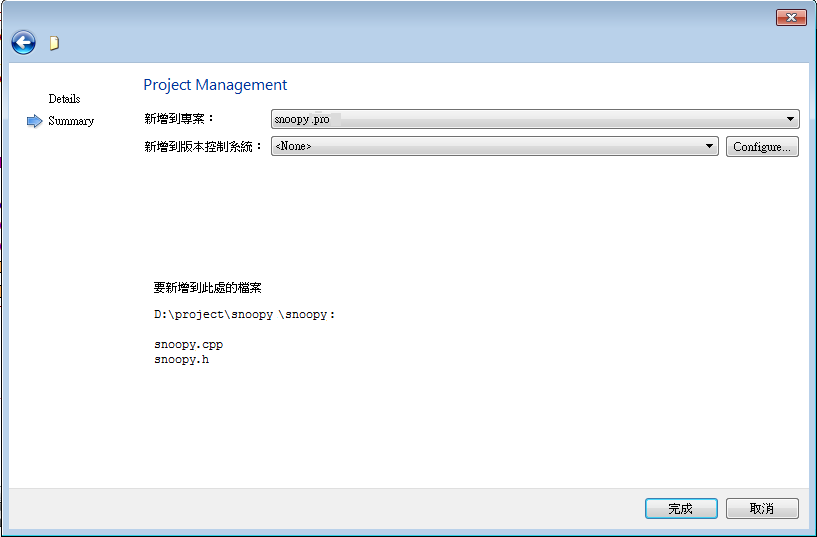 Project Management
Details
Summary
新增到專案：
snoopy.pro
新增到版本控制系統：
<None>
Configure...
要新增到此處的檔案
D:\project\snoopy \snoopy:
snoopy.cpp
snoopy.h
完成
取消